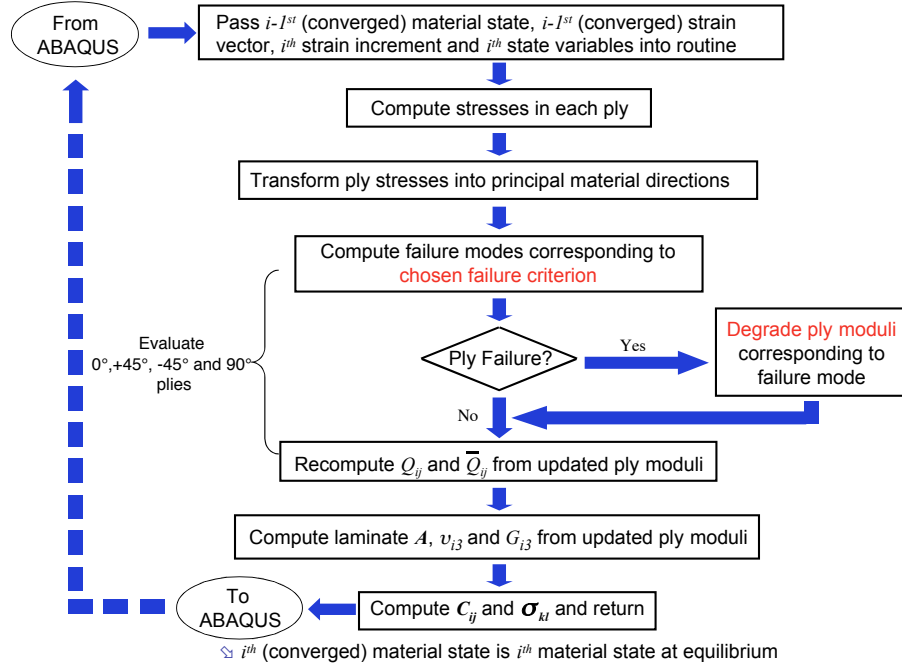 From
ABAQUS
Pass i-1st (converged) material state, i-1st (converged) strain
vector, ith strain increment and ith state variables into routine
Compute stresses in each ply
Transform ply stresses into principal material directions
Compute failure modes corresponding to
chosen failure criterion
Evaluate
0°,+45°, -45° and 90°
plies
Ply Failure?
Yes
Degrade ply moduli
corresponding to
failure mode
No
Recompute Qij and Q̅ij from updated ply moduli
Compute laminate A, υi3 and Gi3 from updated ply moduli
To
ABAQUS
Compute Cij and σkl and return
⇘ ith (converged) material state is ith material state at equilibrium